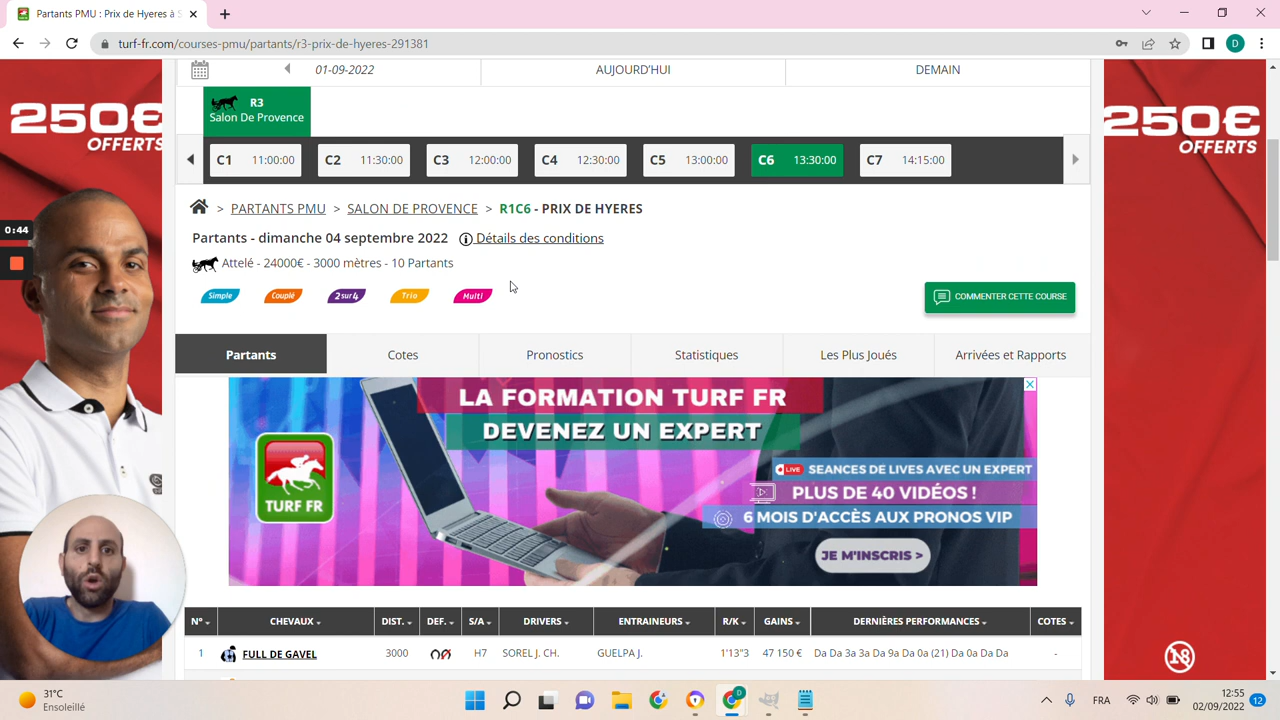 Partants PMU : Prix de Hyeres à S
turf-fr.com/courses-pmu/partants/r3-prix-de-hyeres-291381
D
01-09-2022
AUJOURD'HUI
DEMAIN
R3
Salon De Provence
C1 11:00:00
C2 11:30:00
C3 12:00:00
C4 12:30:00
C5 13:00:00
C6 13:30:00
C7 14:15:00
> PARTANTS PMU > SALON DE PROVENCE > R1C6 - PRIX DE HYERES
Partants - dimanche 04 septembre 2022 Détails des conditions
Attelé - 24000€ - 3000 mètres - 10 Partants
Simple
Couplé
2 sur 4
Trio
Multi
COMMENTER CETTE COURSE
Partants
Cotes
Pronostics
Statistiques
Les Plus Joués
Arrivées et Rapports
LA FORMATION TURF FR
DEVENEZ UN EXPERT
TURF FR
LIVE SEANCES DE LIVES AVEC UN EXPERT
PLUS DE 40 VIDÉOS !
6 MOIS D'ACCÈS AUX PRONOS VIP
JE M'INSCRIS >
N° CHEVAUX DIST. DEF. S/A DRIVERS ENTRAINEURS R/K GAINS DERNIÈRES PERFORMANCES COTES
1 FULL DE GAVEL 3000 H7 SOREL J. CH. GUELPA J. 1'13"3 47 150 € Da Da 3a 3a Da 9a Da 0a (21) Da 0a Da Da -
250€
OFFERTS
0:44
250€
OFFERTS
18
31°C
Ensoleillé
D
FRA
12:55
02/09/2022
12